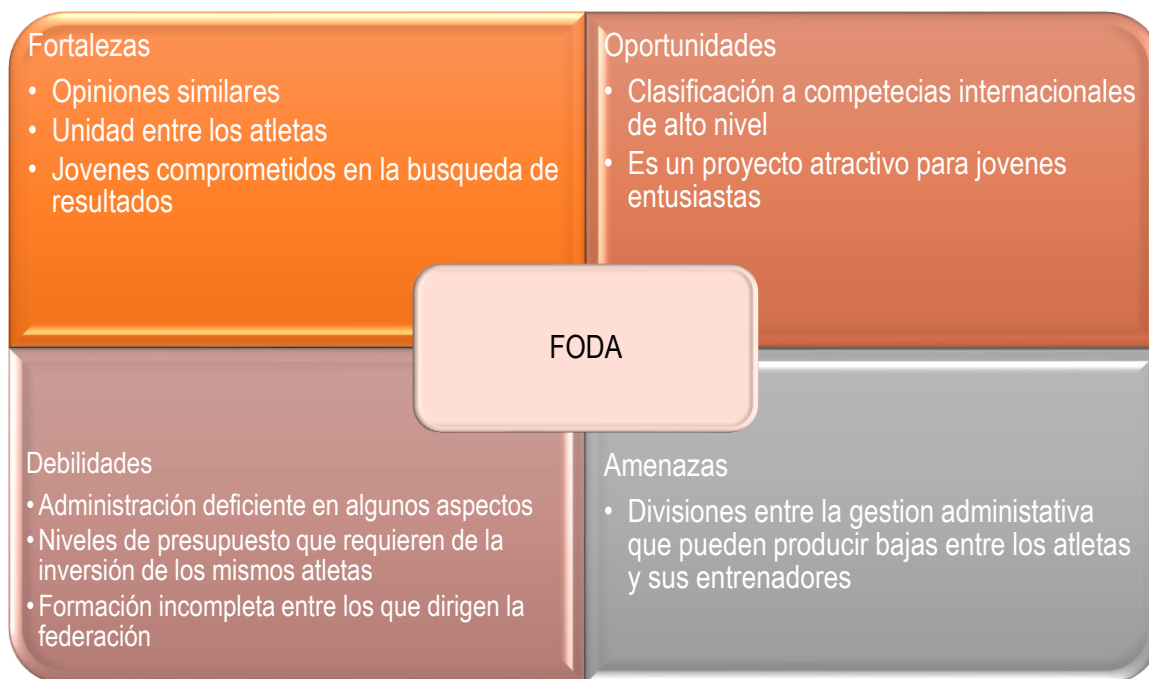 Fortalezas
• Opiniones similares
• Unidad entre los atletas
• Jovenes comprometidos en la busqueda de
resultados
Oportunidades
• Clasificación a competecias internacionales
de alto nivel
• Es un proyecto atractivo para jovenes
entusiastas
FODA
Debilidades
• Administración deficiente en algunos aspectos
• Niveles de presupuesto que requieren de la
inversión de los mismos atletas
• Formación incompleta entre los que dirigen la
federación
Amenazas
• Divisiones entre la gestion administativa
que pueden producir bajas entre los atletas
y sus entrenadores